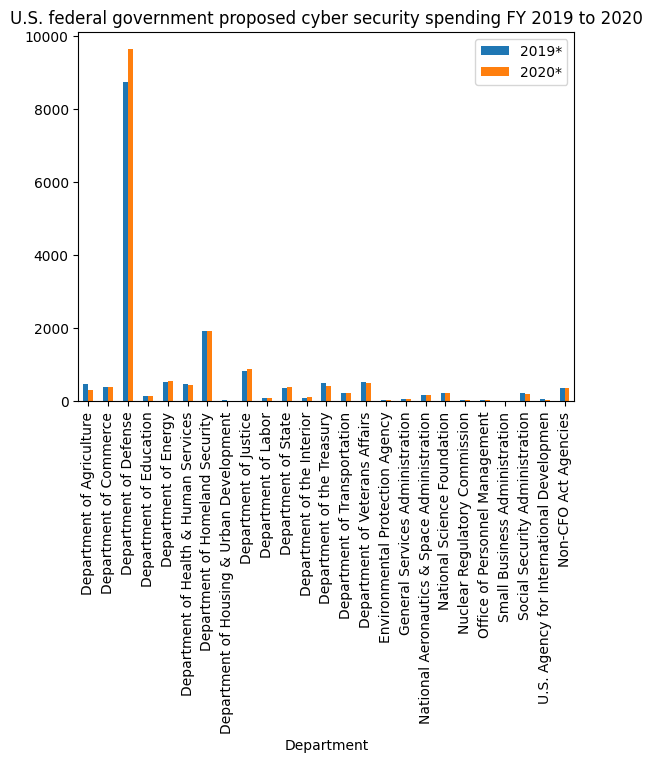 U.S. federal government proposed cyber security spending FY 2019 to 2020
2019*
2020*
10000
8000
6000
4000
2000
0
Department of Agriculture
Department of Commerce
Department of Defense
Department of Education
Department of Energy
Department of Health & Human Services
Department of Homeland Security
Department of Housing & Urban Development
Department of Justice
Department of Labor
Department of State
Department of the Interior
Department of the Treasury
Department of Transportation
Department of Veterans Affairs
Environmental Protection Agency
General Services Administration
National Aeronautics & Space Administration
National Science Foundation
Nuclear Regulatory Commission
Office of Personnel Management
Small Business Administration
Social Security Administration
U.S. Agency for International Developmen
Non-CFO Act Agencies
Department